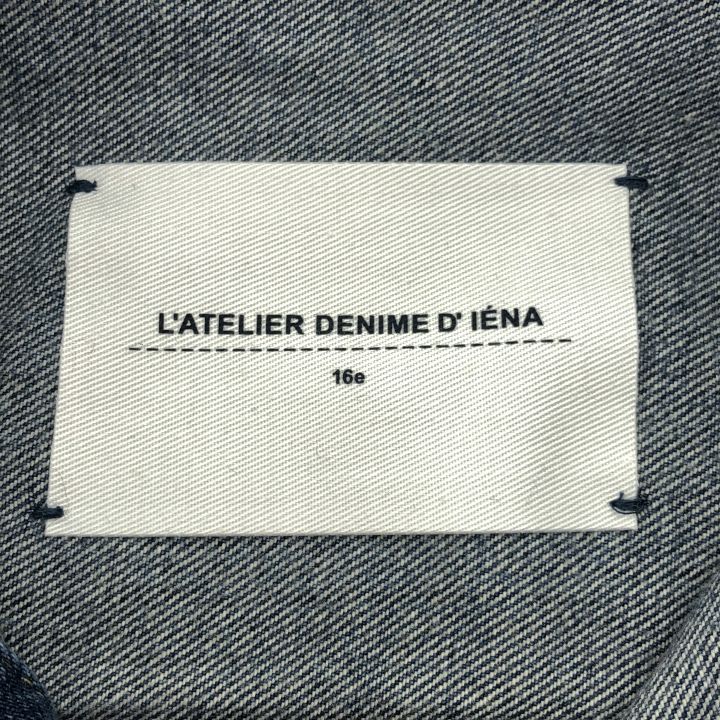 L'ATELIER DENIME D' IÉNA
16e